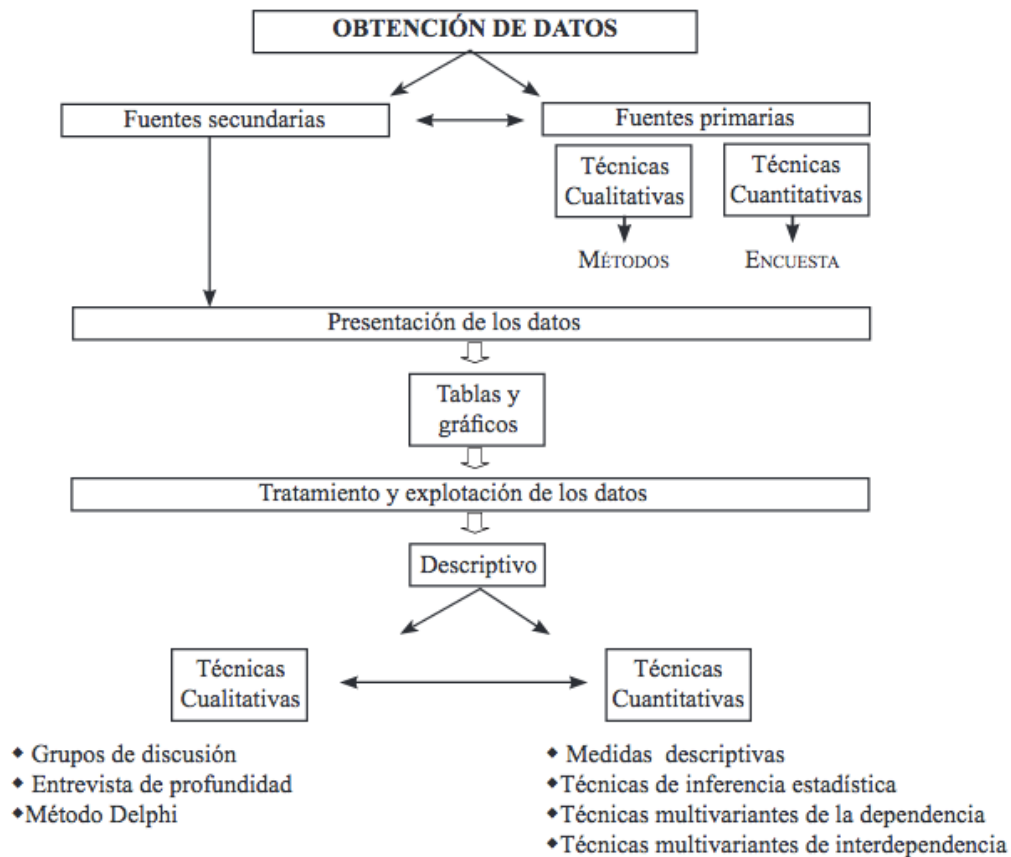 OBTENCIÓN DE DATOS
Fuentes secundarias
Fuentes primarias
Técnicas
Cualitativas
Técnicas
Cuantitativas
MÉTODOS
ENCUESTA
Presentación de los datos
Tablas y
gráficos
Tratamiento y explotación de los datos
Descriptivo
Técnicas
Cualitativas
Técnicas
Cuantitativas
◆ Grupos de discusión
◆ Entrevista de profundidad
◆Método Delphi
◆ Medidas descriptivas
◆Técnicas de inferencia estadística
◆Técnicas multivariantes de la dependencia
◆Técnicas multivariantes de interdependencia